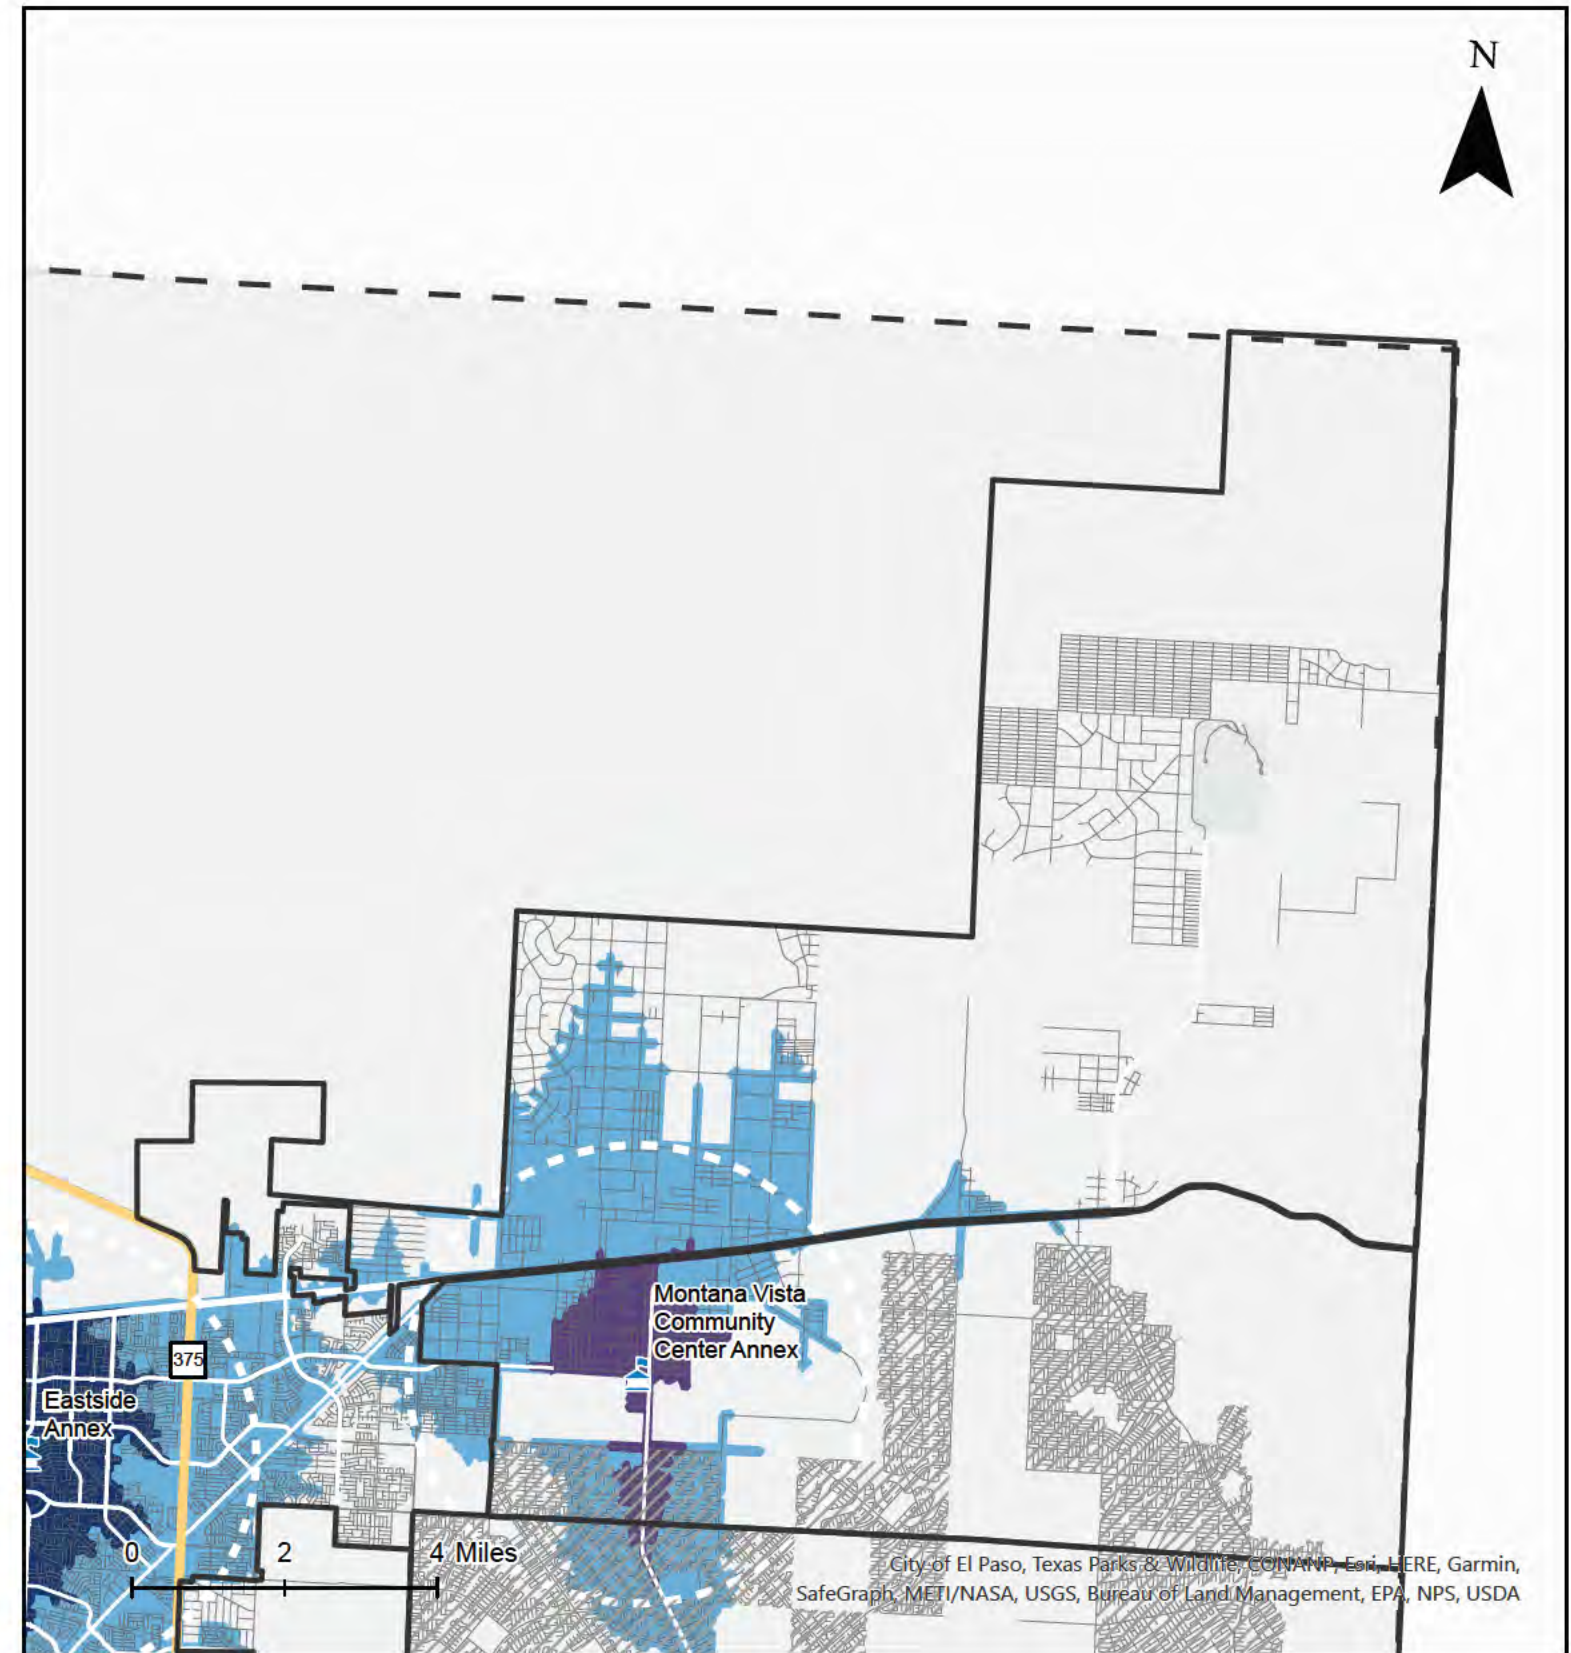 N
Montana Vista
Community
Center Annex
375
Eastside
Annex
0 2 4 Miles
City of El Paso, Texas Parks & Wildlife, CONANP, Esri, HERE, Garmin,
SafeGraph, METI/NASA, USGS, Bureau of Land Management, EPA, NPS, USDA